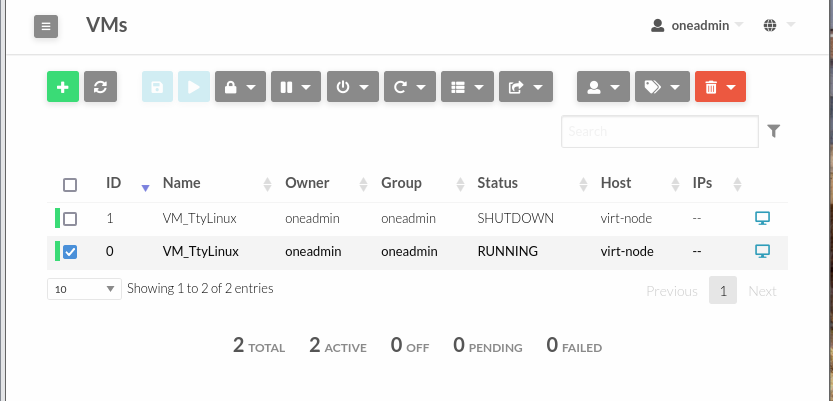 VMs
oneadmin
Search
ID Name Owner Group Status Host IPs
1 VM_TtyLinux oneadmin oneadmin SHUTDOWN virt-node --
0 VM_TtyLinux oneadmin oneadmin RUNNING virt-node --
10 Showing 1 to 2 of 2 entries
Previous 1 Next
2 TOTAL 2 ACTIVE 0 OFF 0 PENDING 0 FAILED